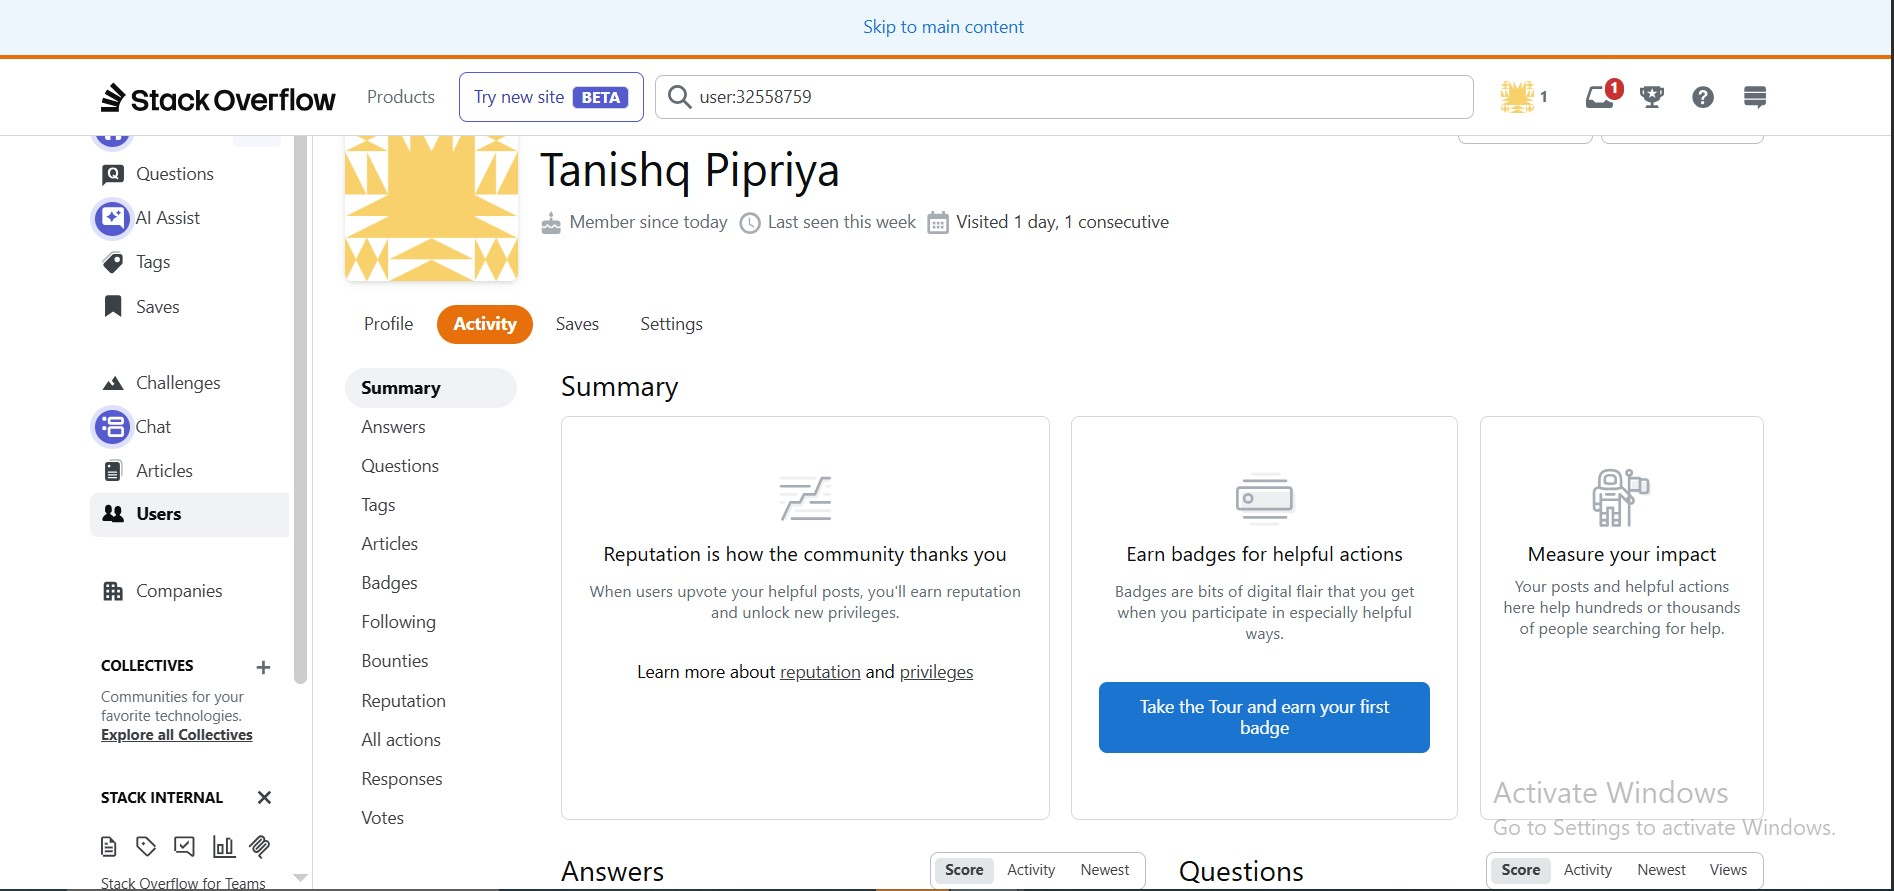 Skip to main content
stack overflow
Products
Try new site BETA
user:32558759
1
1
Questions
AI Assist
Tags
Saves
Challenges
Chat
Articles
Users
Companies
COLLECTIVES
Communities for your
favorite technologies.
Explore all Collectives
STACK INTERNAL
Stack Overflow for Teams
Tanishq Pipriya
Member since today
Last seen this week
Visited 1 day, 1 consecutive
Profile
Activity
Saves
Settings
Summary
Answers
Questions
Tags
Articles
Badges
Following
Bounties
Reputation
All actions
Responses
Votes
Summary
Reputation is how the community thanks you
When users upvote your helpful posts, you'll earn reputation
and unlock new privileges.
Learn more about reputation and privileges
Earn badges for helpful actions
Badges are bits of digital flair that you get
when you participate in especially helpful
ways.
Take the Tour and earn your first
badge
Measure your impact
Your posts and helpful actions
here help hundreds or thousands
of people searching for help.
Answers
Score Activity Newest
Questions
Score Activity Newest Views
Activate Windows
Go to Settings to activate Windows.